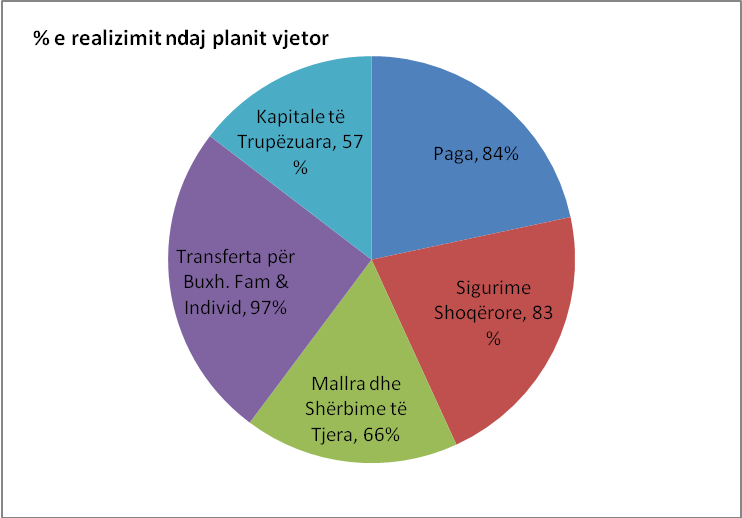 % e realizimit ndaj planit vjetor
Kapitale të
Trupëzuara, 57
%
Paga, 84%
Transferta për
Buxh. Fam &
Individ, 97%
Sigurime
Shoqërore, 83
%
Mallra dhe
Shërbime të
Tjera, 66%